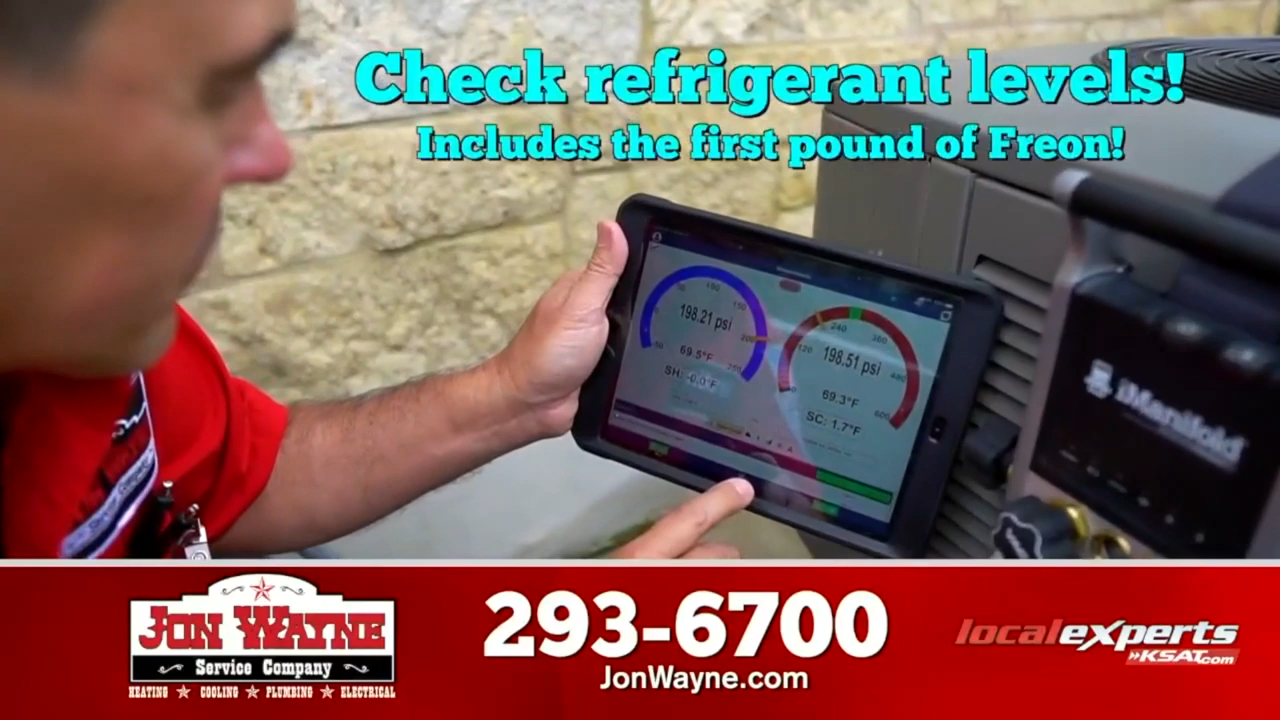 Check refrigerant levels!
Includes the first pound of Freon!
198.21 psi
69.5°F
SH: -0.0°F
198.51 psi
69.3°F
SC: 1.7°F
iManifold
JON WAYNE
Service Company
HEATING ★ COOLING ★ PLUMBING ★ ELECTRICAL
293-6700
JonWayne.com
localexperts
»KSAT.com